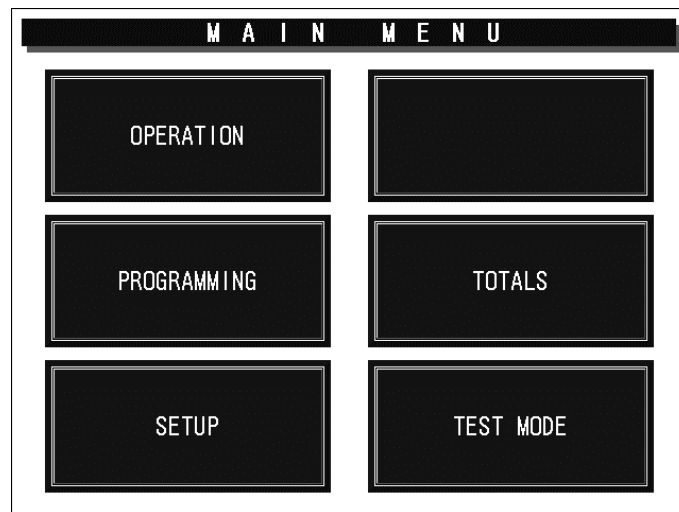 MAIN MENU
OPERATION
PROGRAMMING
TOTALS
SETUP
TEST MODE